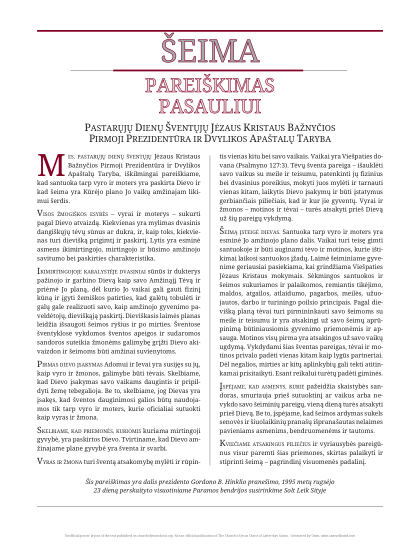 ŠEIMA
PAREIŠKIMAS
PASAULIUI
Pastarųjų Dienų Šventųjų Jėzaus Kristaus Bažnyčios
Pirmoji Prezidentūra ir Dvylikos Apaštalų Taryba
Mes, pastarųjų dienų šventųjų Jėzaus Kristaus
Bažnyčios Pirmoji Prezidentūra ir Dvylikos
Apaštalų Taryba, iškilmingai pareiškiame,
kad santuoka tarp vyro ir moters yra paskirta Dievo ir
kad šeima yra Kūrėjo plano Jo vaikų amžinajam liki-
mui šerdis.
Visos žmogiškos esybės – vyrai ir moterys – sukurti
pagal Dievo atvaizdą. Kiekvienas yra mylimas dvasinis
dangiškųjų tėvų sūnus ar dukra, ir, kaip toks, kiekvie-
nas turi dievišką prigimtį ir paskirtį. Lytis yra esminė
asmens ikimirtingojo, mirtingojo ir būsimo amžinojo
savitumo bei paskirties charakteristika.
Ikimirtingojoje karalystėje dvasiniai sūnūs ir dukterys
pažinojo ir garbino Dievą kaip savo Amžinąjį Tėvą ir
priėmė Jo planą, dėl kurio Jo vaikai gali gauti fizinį
kūną ir įgyti žemiškos patirties, kad galėtų tobulėti ir
galų gale realizuoti savo, kaip amžinojo gyvenimo pa-
veldėtojų, dieviškąją paskirtį. Dieviškasis laimės planas
leidžia išsaugoti šeimos ryšius ir po mirties. Šventose
šventyklose vykdomos šventos apeigos ir sudaromos
sandoros suteikia žmonėms galimybę grįžti Dievo aki-
vaizdon ir šeimoms būti amžinai suvienytoms.
Pirmas Dievo įsakymas Adomui ir Ievai yra susijęs su jų,
kaip vyro ir žmonos, galimybe būti tėvais. Skelbiame,
kad Dievo įsakymas savo vaikams daugintis ir pripil-
dyti žemę tebegalioja. Be to, skelbiame, jog Dievas yra
įsakęs, kad šventos dauginimosi galios būtų naudoja-
mos tik tarp vyro ir moters, kurie oficialiai sutuokti
kaip vyras ir žmona.
Skelbiame, kad priemonės, kuriomis kuriama mirtingoji
gyvybė, yra paskirtos Dievo. Tvirtiname, kad Dievo am-
žinajame plane gyvybė yra šventa ir svarbi.
Vyras ir žmona turi šventą atsakomybę mylėti ir rūpin-
tis vienas kitu bei savo vaikais. Vaikai yra Viešpaties do-
vana (Psalmyno 127:3). Tėvų šventa pareiga – išauklėti
savo vaikus su meile ir teisumu, patenkinti jų fizinius
bei dvasinius poreikius, mokyti juos mylėti ir tarnauti
vienas kitam, laikytis Dievo įsakymų ir būti įstatymus
gerbiančiais piliečiais, kad ir kur jie gyventų. Vyrai ir
žmonos – motinos ir tėvai – turės atsakyti prieš Dievą
už šių pareigų vykdymą.
Šeimą įsteigė Dievas. Santuoka tarp vyro ir moters yra
esminė Jo amžinojo plano dalis. Vaikai turi teisę gimti
santuokoje ir būti auginami tėvo ir motinos, kurie išti-
kimai laikosi santuokos įžadų. Laimė šeiminiame gyve-
nime geriausiai pasiekiama, kai grindžiama Viešpaties
Jėzaus Kristaus mokymais. Sėkmingos santuokos ir
šeimos sukuriamos ir palaikomos, remiantis tikėjimo,
maldos, atgailos, atlaidumo, pagarbos, meilės, užuo-
jautos, darbo ir turiningo poilsio principais. Pagal die-
višką planą tėvai turi pirmininkauti savo šeimoms su
meile ir teisumu ir yra atsakingi už savo šeimų aprū-
pinimą būtiniausiomis gyvenimo priemonėmis ir ap-
sauga. Motinos visų pirma yra atsakingos už savo vaikų
ugdymą. Vykdydami šias šventas pareigas, tėvai ir mo-
tinos privalo padėti vienas kitam kaip lygūs partneriai.
Dėl negalios, mirties ar kitų aplinkybių gali tekti atitin-
kamai prisitaikyti. Esant reikalui turėtų padėti giminės.
Įspėjame, kad asmenys, kurie pažeidžia skaistybės san-
doras, smurtauja prieš sutuoktinį ar vaikus arba ne-
vykdo savo šeiminių pareigų, vieną dieną turės atsakyti
prieš Dievą. Be to, įspėjame, kad šeimos ardymas sukels
senovės ir šiuolaikinių pranašų išpranašautas nelaimes
pavieniams asmenims, bendruomenėms ir tautoms.
Kviečiame atsakingus piliečius ir vyriausybės pareigū-
nus visur paremti šias priemones, skirtas palaikyti ir
stiprinti šeimą – pagrindinį visuomenės padalinį.
Šis pareiškimas yra dalis prezidento Gordono B. Hinklio pranešimo, 1995 metų rugsėjo
23 dieną perskaityto visuotiniame Paramos bendrijos susirinkime Solt Leik Sityje